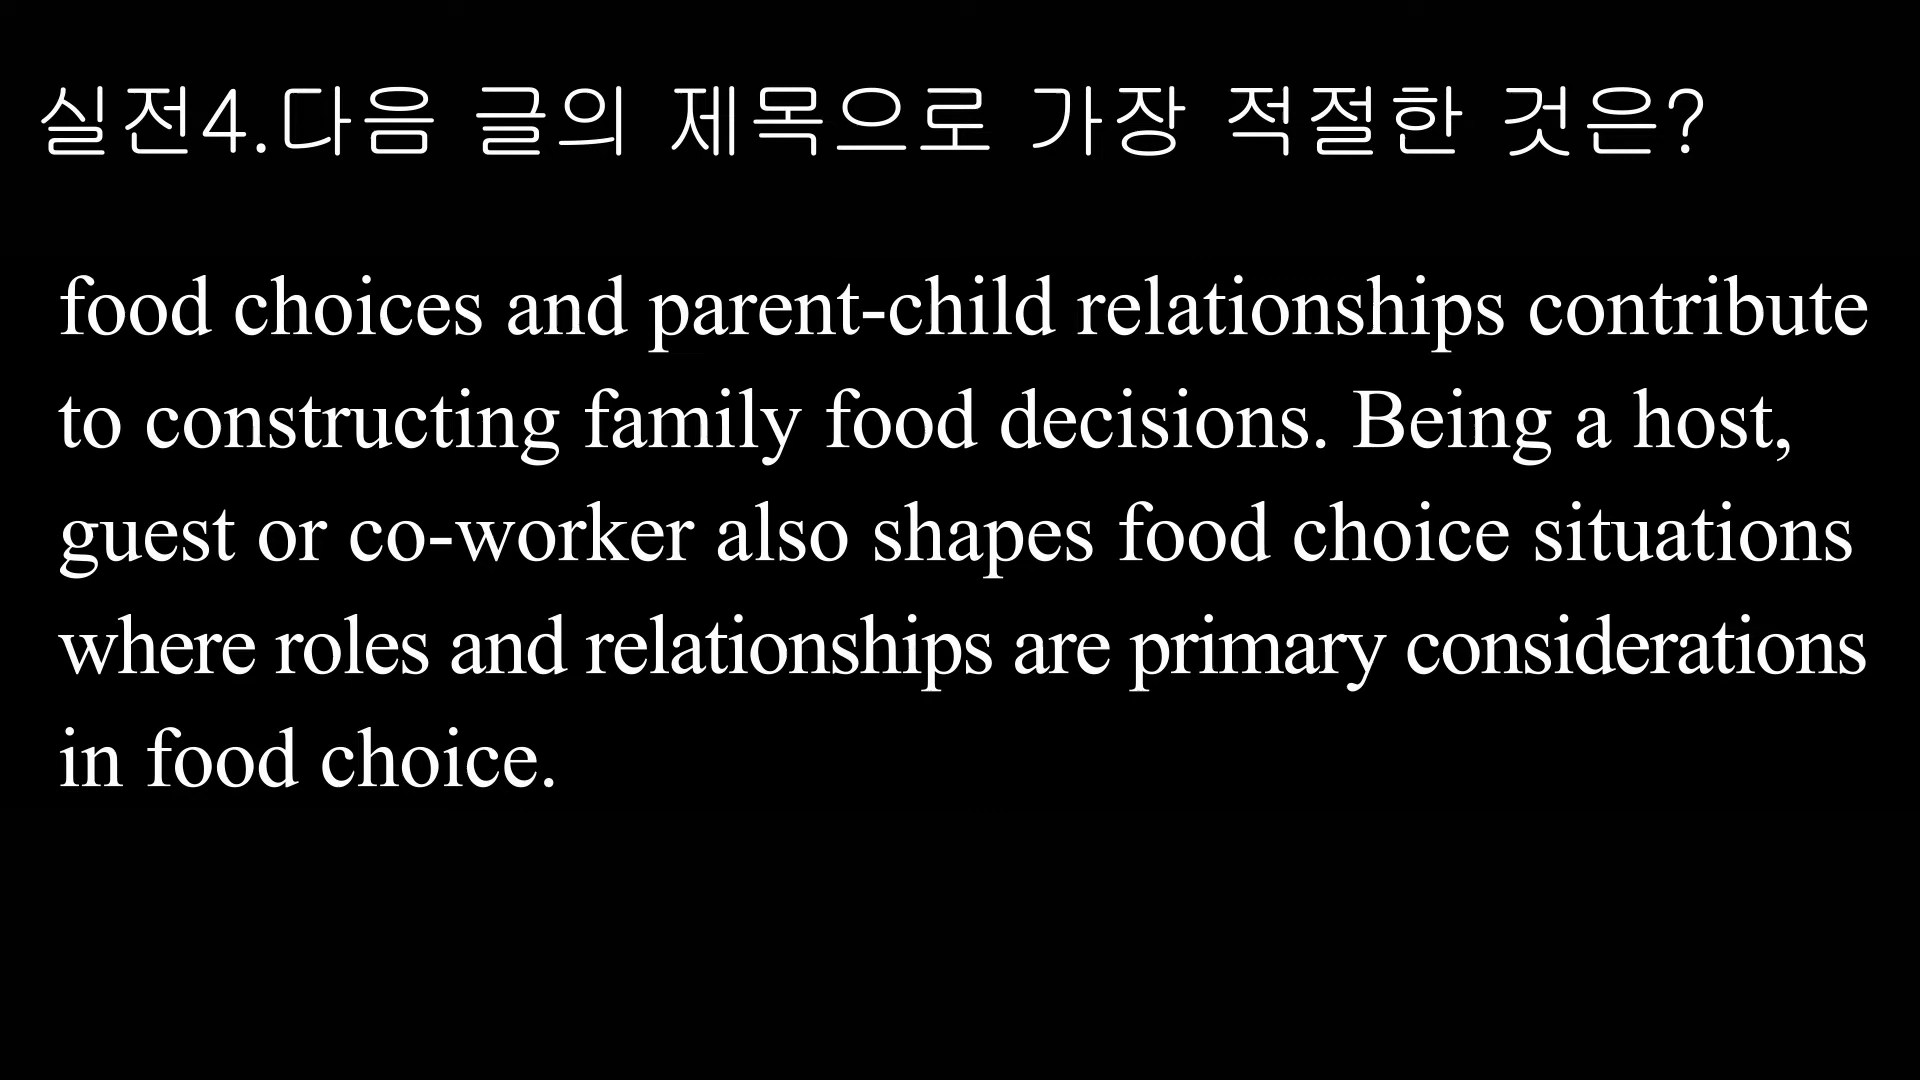 실전4.다음 글의 제목으로 가장 적절한 것은?
food choices and parent-child relationships contribute
to constructing family food decisions. Being a host,
guest or co-worker also shapes food choice situations
where roles and relationships are primary considerations
in food choice.